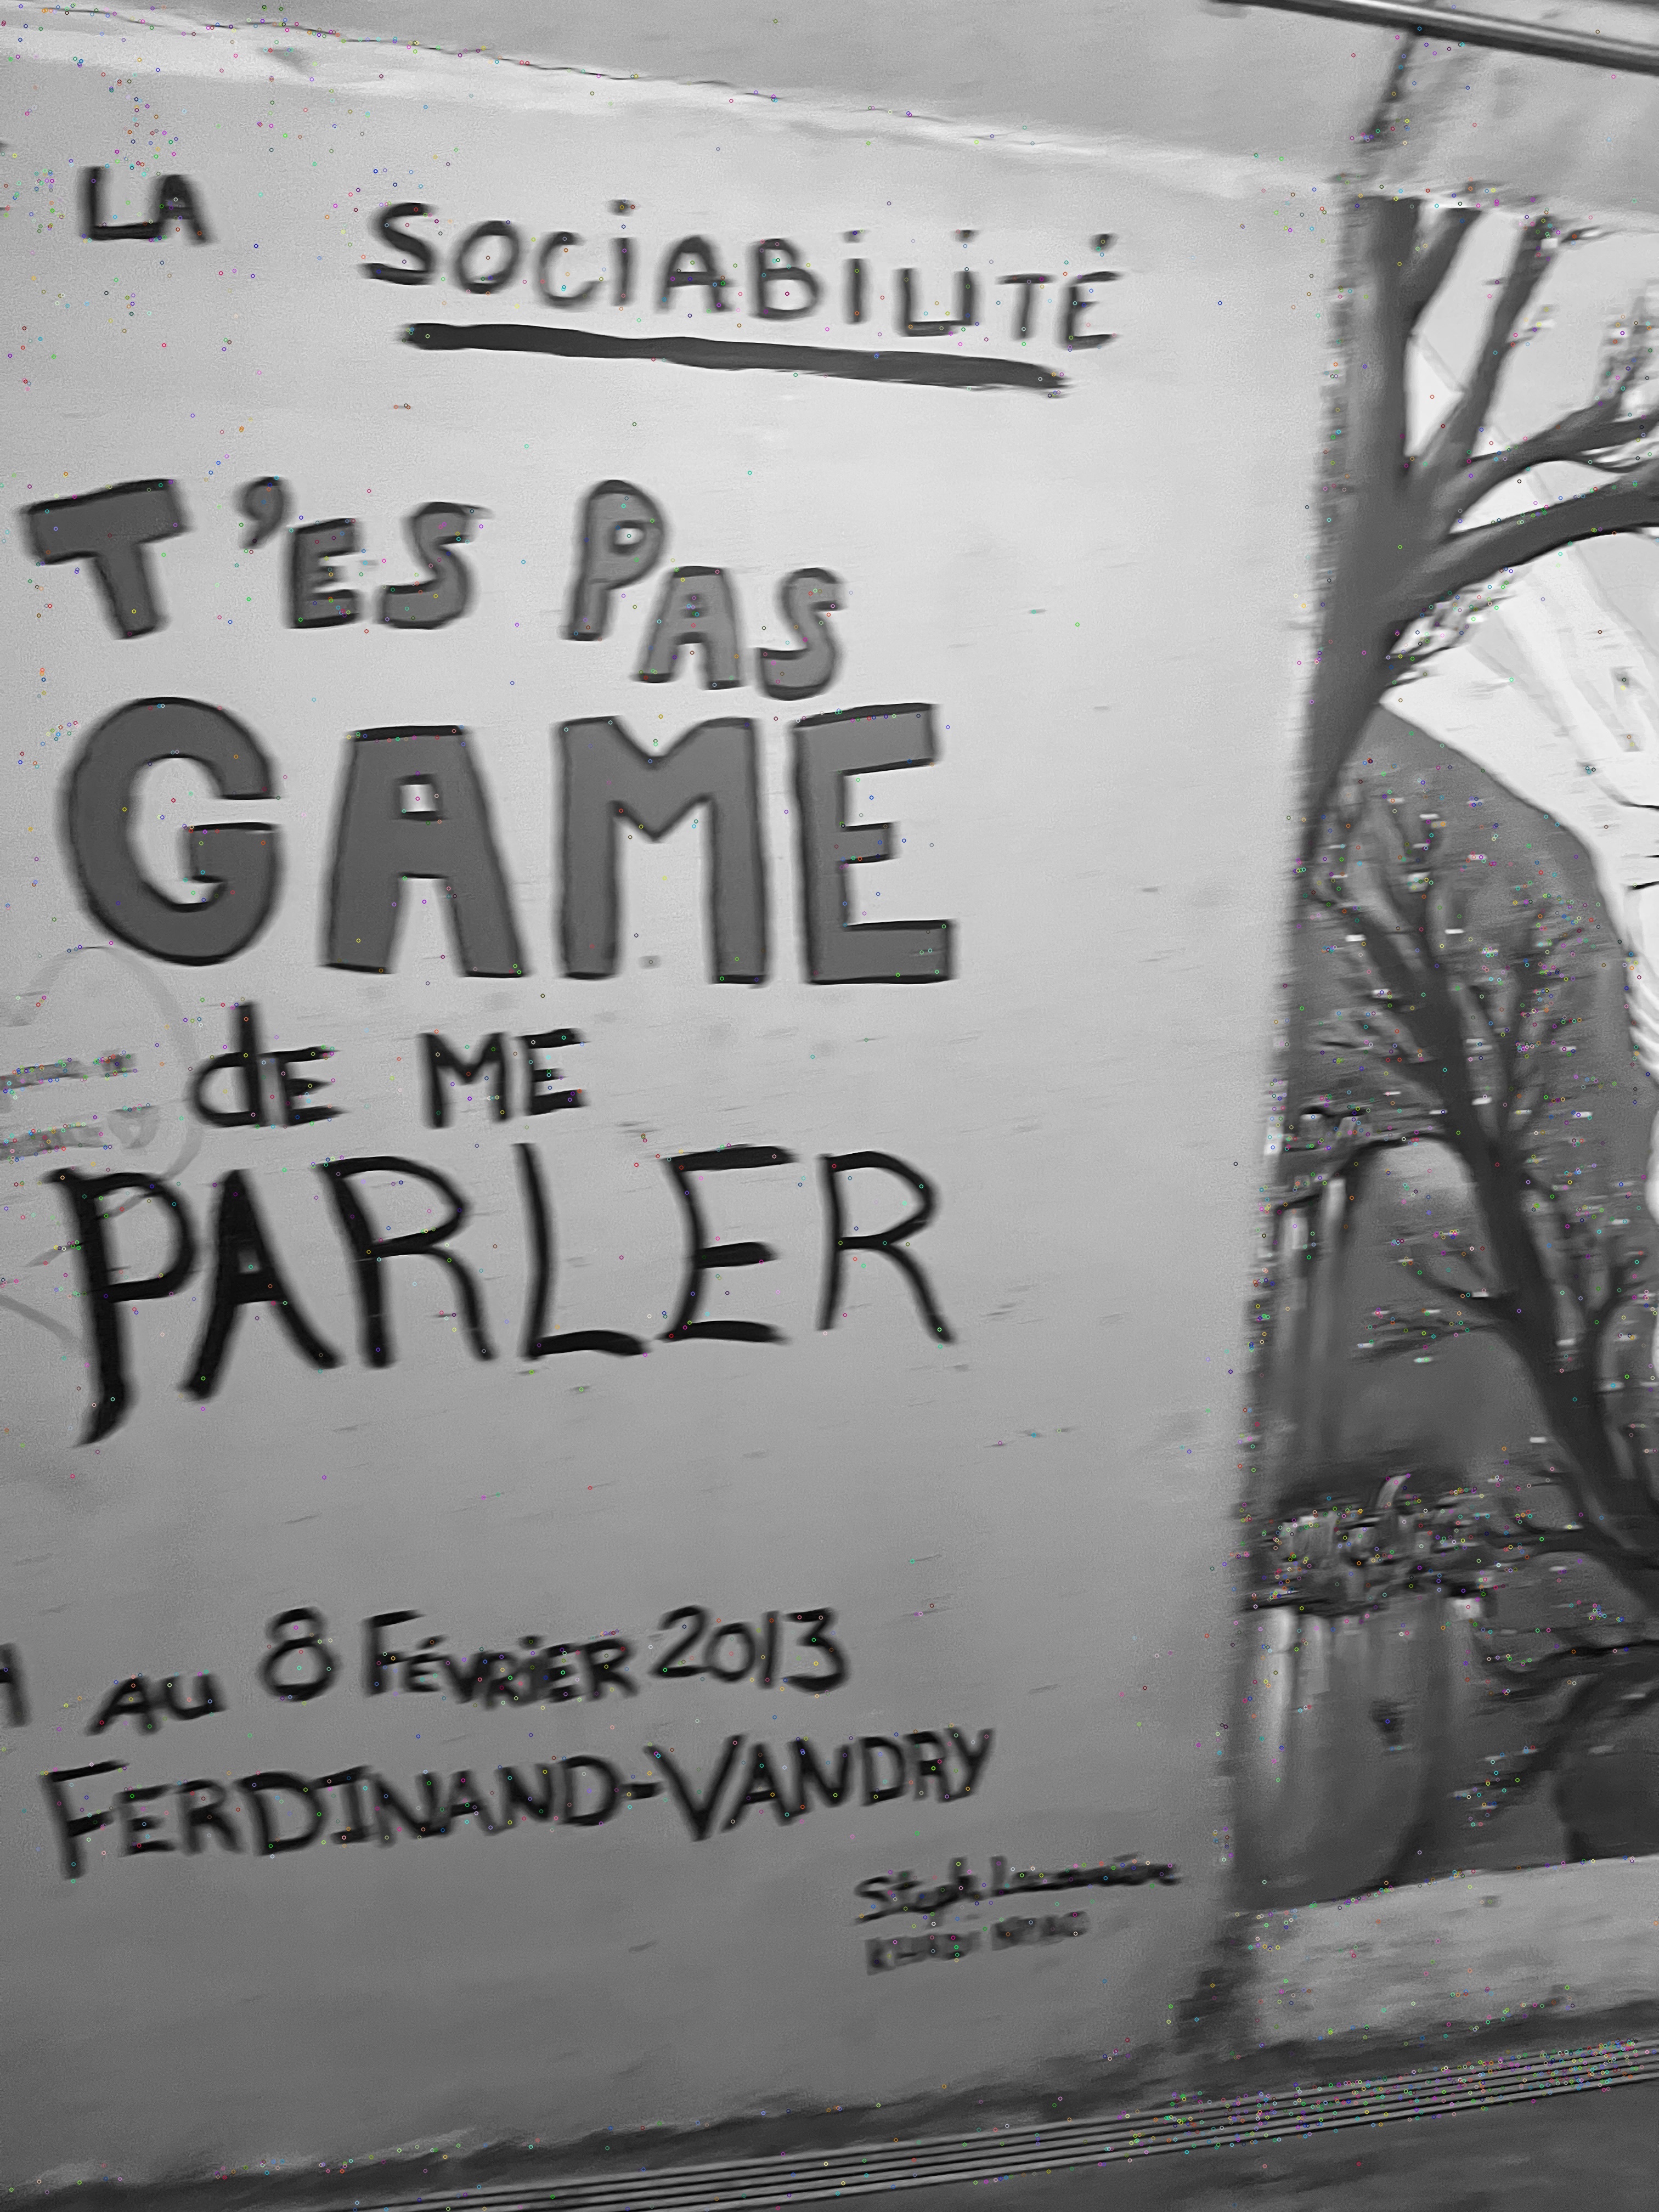 LA SOCIABILITÉ
T'ES PAS
GAME
dE ME
PARLER
AU 8 FÉVRIER 2013
FERDINAND-VANDRY